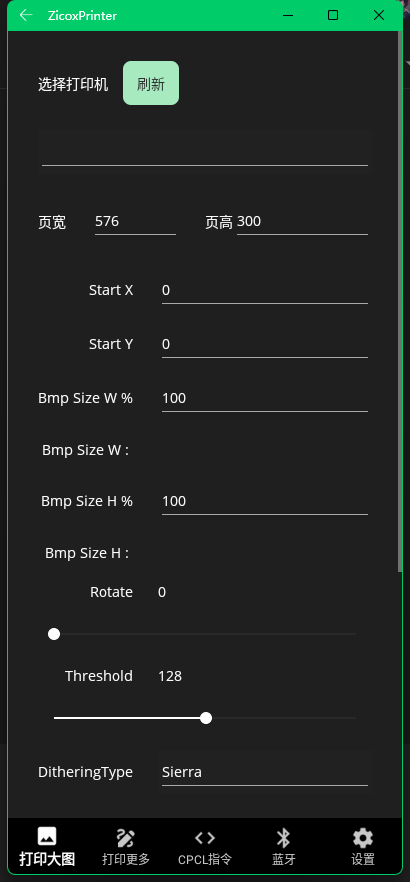 ZicoxPrinter
选择打印机 刷新
页宽 576 页高 300
Start X 0
Start Y 0
Bmp Size W % 100
Bmp Size W :
Bmp Size H % 100
Bmp Size H :
Rotate 0
Threshold 128
DitheringType Sierra
打印大图 打印更多 CPCL指令 蓝牙 设置